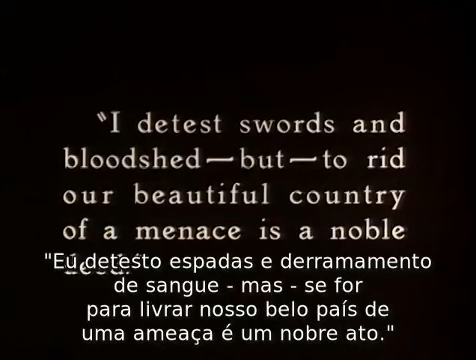 "I detest swords and
bloodshed—but—to rid
our beautiful country
of a menace is a noble
"Eu detesto espadas e derramamento
de sangue - mas - se for
para livrar nosso belo país de
uma ameaça é um nobre ato."